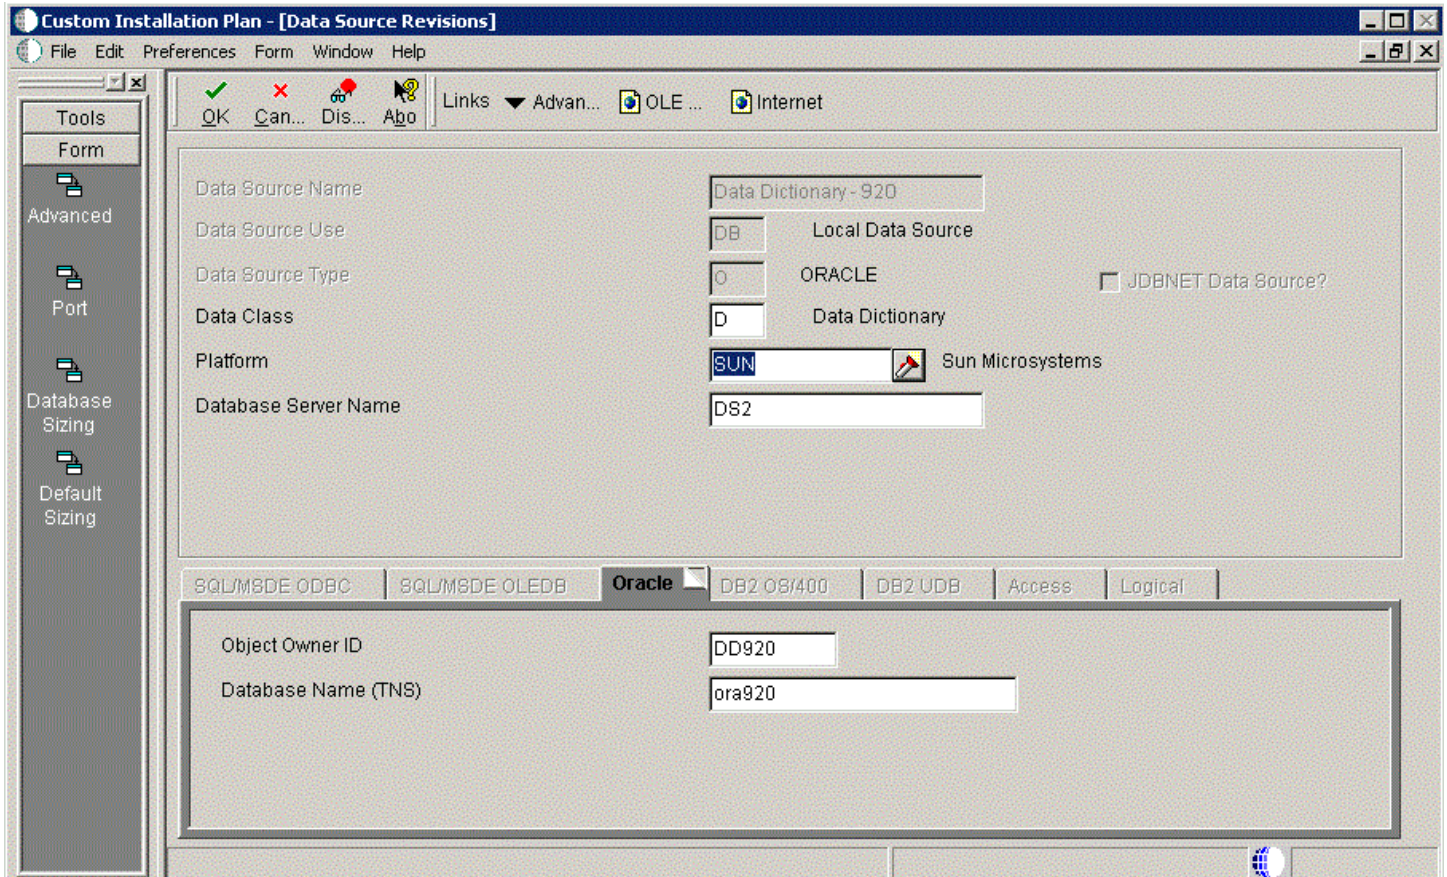 Custom Installation Plan - [Data Source Revisions]
File Edit Preferences Form Window Help
Tools
Form
Advanced
Port
Database
Sizing
Default
Sizing
OK Can... Dis... Abo Links Advan... OLE ... Internet
Data Source Name Data Dictionary - 920
Data Source Use DB Local Data Source
Data Source Type O ORACLE JDBNET Data Source?
Data Class D Data Dictionary
Platform SUN Sun Microsystems
Database Server Name DS2
SQL/MSDE ODBC SQL/MSDE OLEDB Oracle DB2 OS/400 DB2 UDB Access Logical
Object Owner ID DD920
Database Name (TNS) ora920